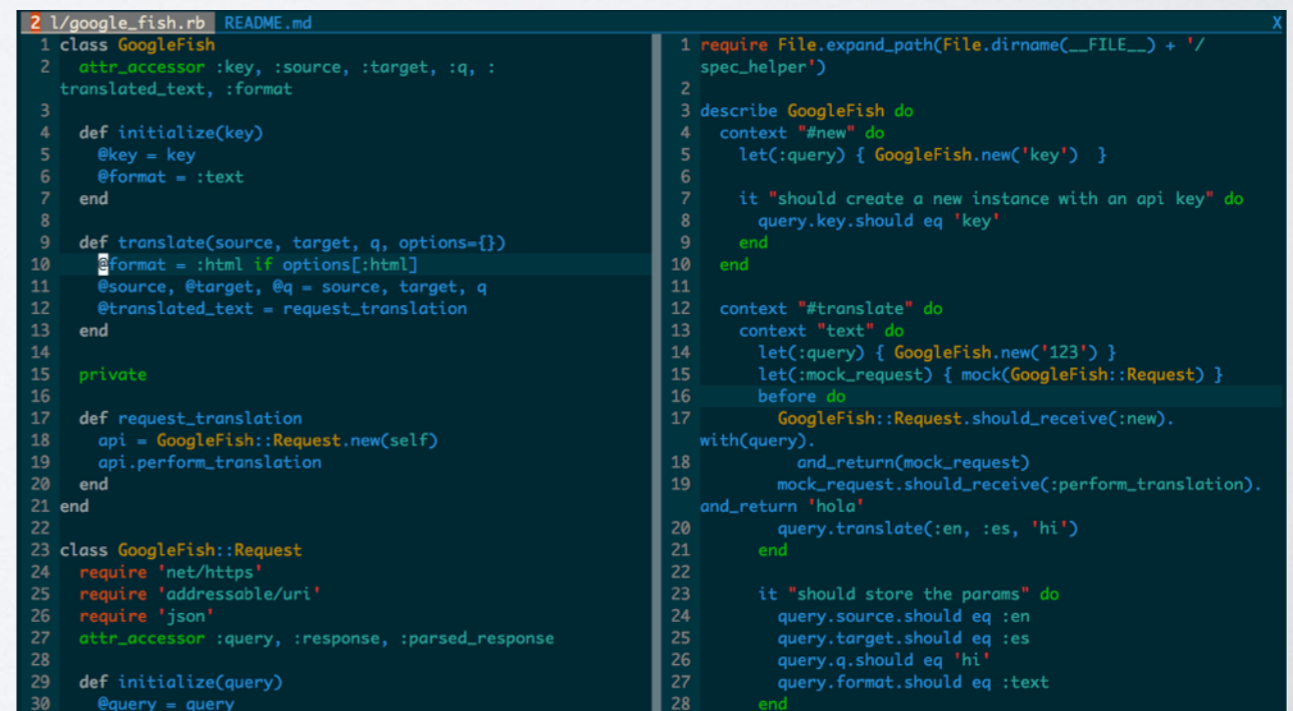 2 l/google_fish.rb README.md X
1 class GoogleFish
2 attr_accessor :key, :source, :target, :q, :
translated_text, :format
3
4 def initialize(key)
5 @key = key
6 @format = :text
7 end
8
9 def translate(source, target, q, options={})
10 @format = :html if options[:html]
11 @source, @target, @q = source, target, q
12 @translated_text = request_translation
13 end
14
15 private
16
17 def request_translation
18 api = GoogleFish::Request.new(self)
19 api.perform_translation
20 end
21 end
22
23 class GoogleFish::Request
24 require 'net/https'
25 require 'addressable/uri'
26 require 'json'
27 attr_accessor :query, :response, :parsed_response
28
29 def initialize(query)
30 @query = query
1 require File.expand_path(File.dirname(__FILE__) + '/
spec_helper')
2
3 describe GoogleFish do
4 context "#new" do
5 let(:query) { GoogleFish.new('key') }
6
7 it "should create a new instance with an api key" do
8 query.key.should eq 'key'
9 end
10 end
11
12 context "#translate" do
13 context "text" do
14 let(:query) { GoogleFish.new('123') }
15 let(:mock_request) { mock(GoogleFish::Request) }
16 before do
17 GoogleFish::Request.should_receive(:new).
with(query).
18 and_return(mock_request)
19 mock_request.should_receive(:perform_translation).
and_return 'hola'
20 query.translate(:en, :es, 'hi')
21 end
22
23 it "should store the params" do
24 query.source.should eq :en
25 query.target.should eq :es
26 query.q.should eq 'hi'
27 query.format.should eq :text
28 end